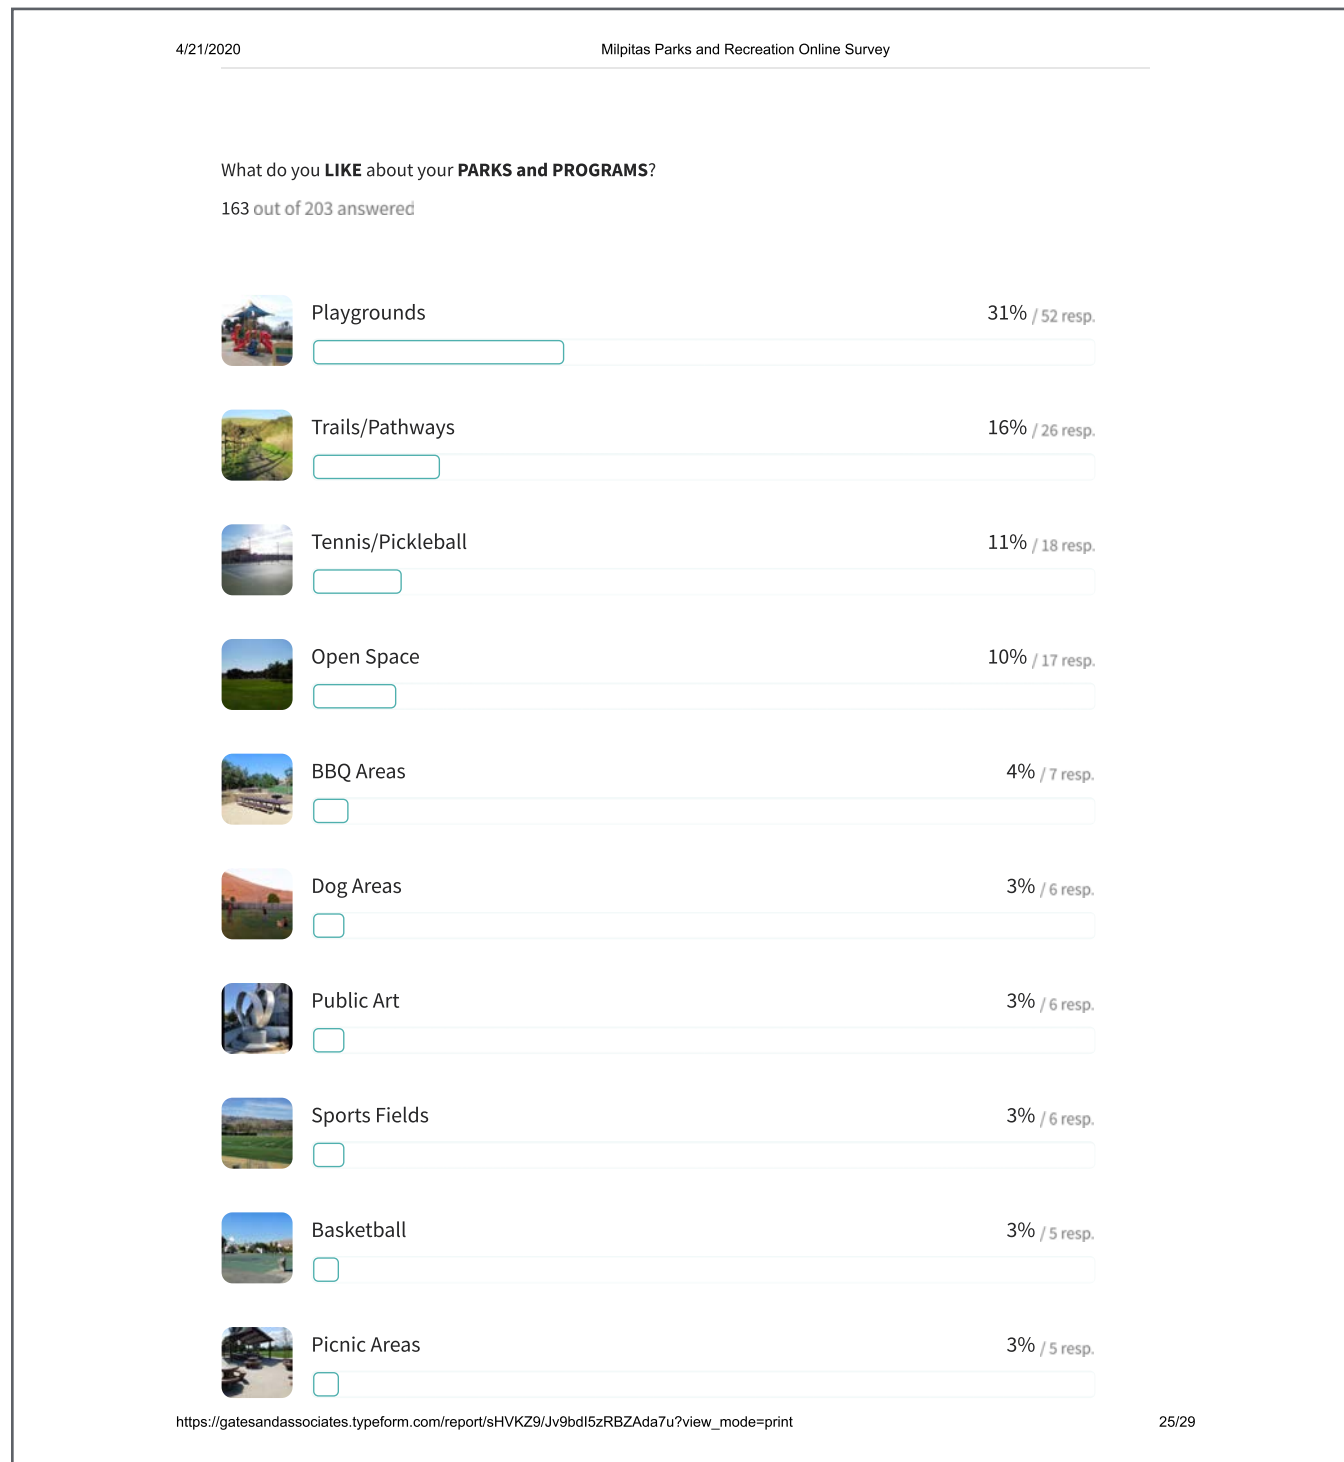 4/21/2020 Milpitas Parks and Recreation Online Survey
What do you LIKE about your PARKS and PROGRAMS?
163 out of 203 answered
Playgrounds 31% / 52 resp.
Trails/Pathways 16% / 26 resp.
Tennis/Pickleball 11% / 18 resp.
Open Space 10% / 17 resp.
BBQ Areas 4% / 7 resp.
Dog Areas 3% / 6 resp.
Public Art 3% / 6 resp.
Sports Fields 3% / 6 resp.
Basketball 3% / 5 resp.
Picnic Areas 3% / 5 resp.
https://gatesandassociates.typeform.com/report/sHVKZ9/Jv9bdI5zRBZAda7u?view_mode=print 25/29